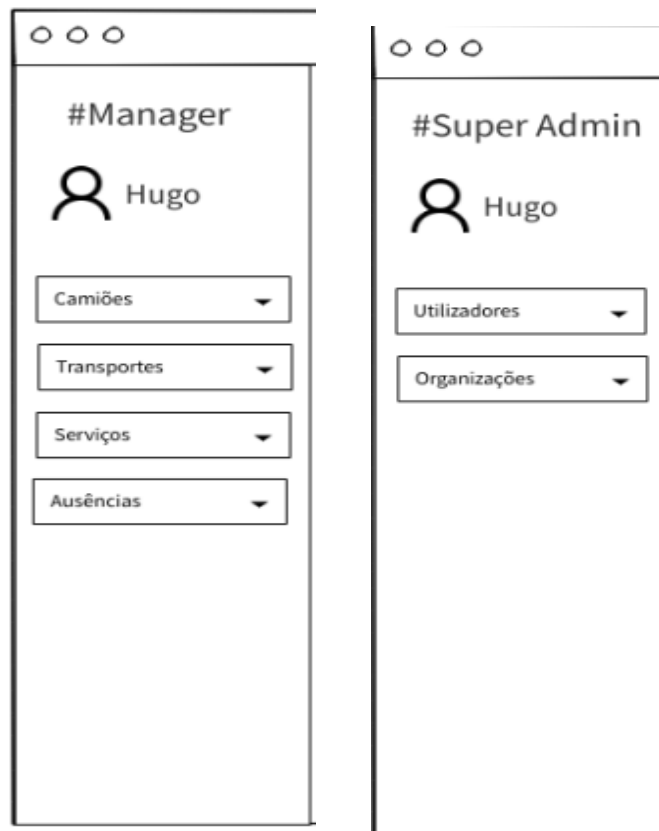 #Manager
Hugo
Camiões
Transportes
Serviços
Ausências
#Super Admin
Hugo
Utilizadores
Organizações